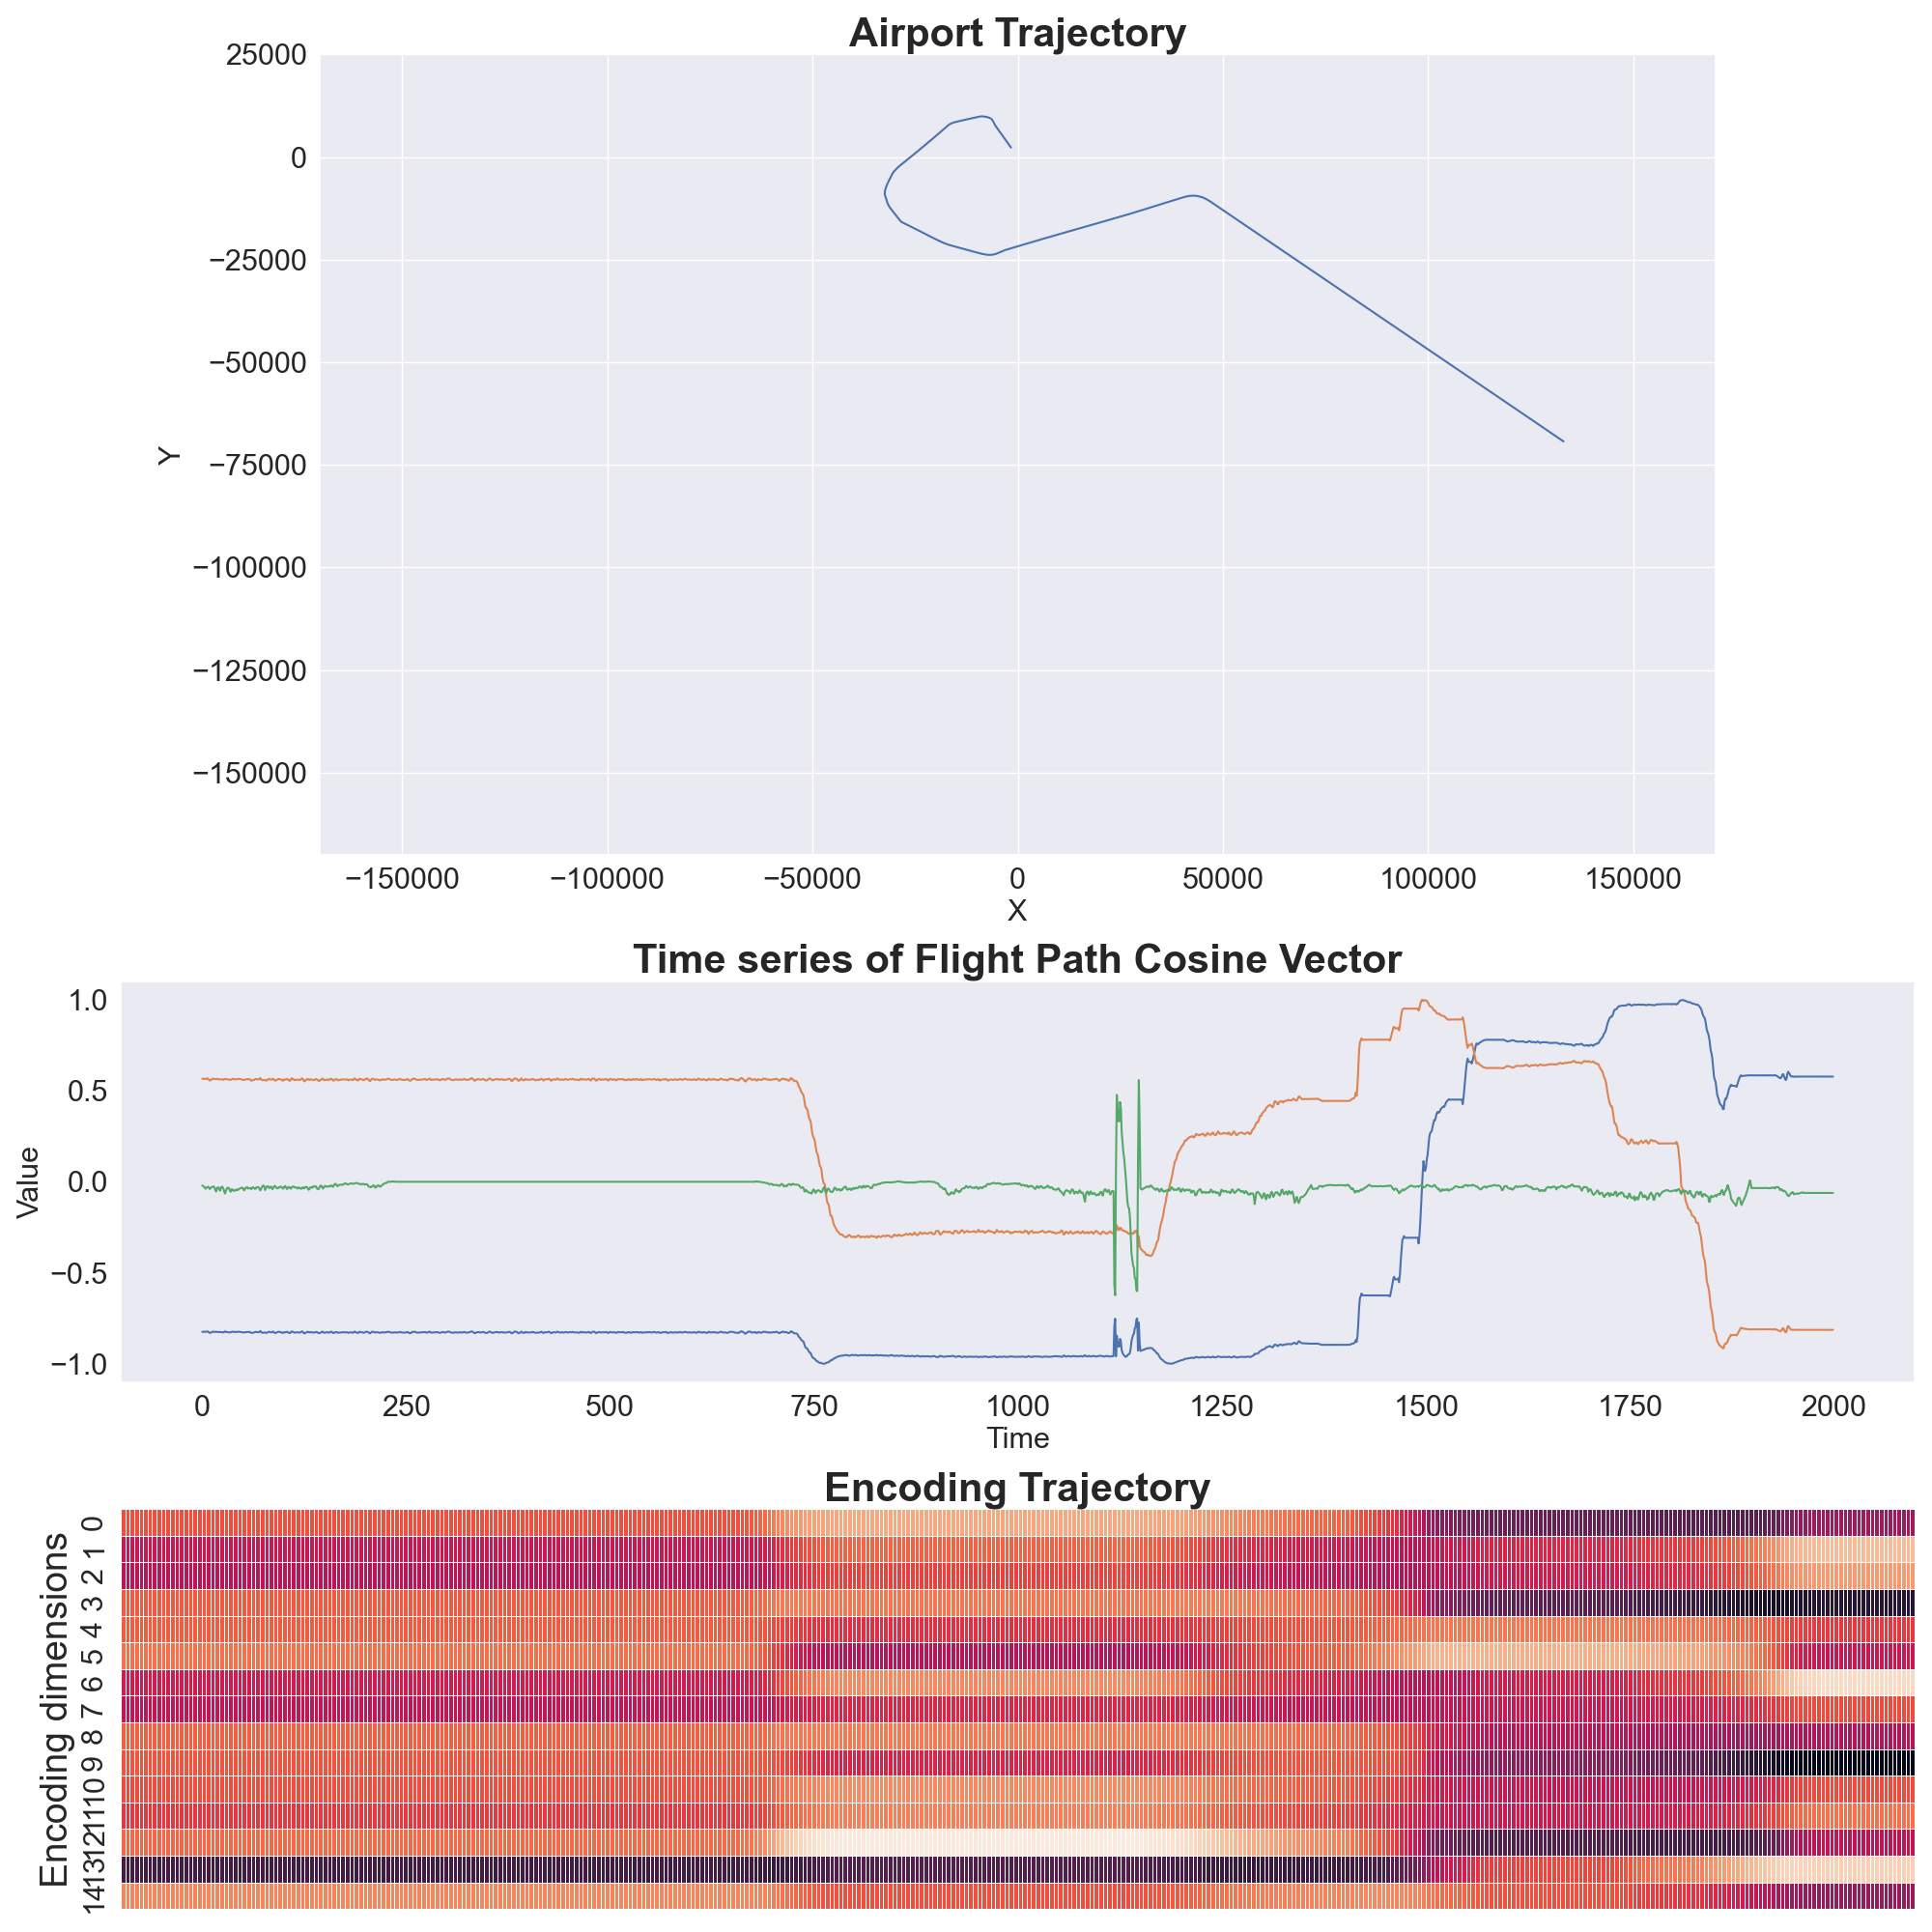 Airport Trajectory
25000
0
−25000
−50000
−75000
−100000
−125000
−150000
Y
−150000 −100000 −50000 0 50000 100000 150000
X
Time series of Flight Path Cosine Vector
1.0
0.5
0.0
−0.5
−1.0
Value
0 250 500 750 1000 1250 1500 1750 2000
Time
Encoding Trajectory
Encoding dimensions
0
1
2
3
4
5
6
7
8
9
10
11
12
13
14